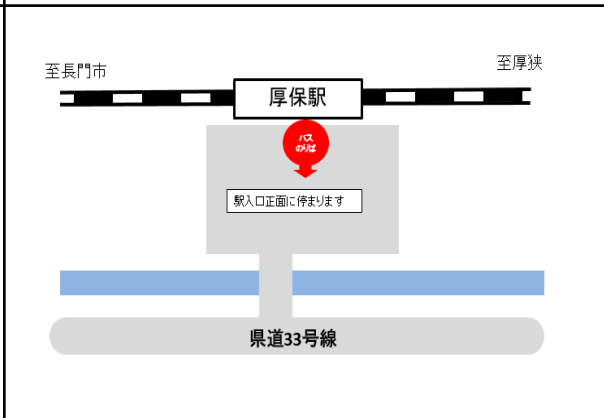 至長門市
至厚狭
厚保駅
バス
のりば
駅入口正面に停まります
県道33号線